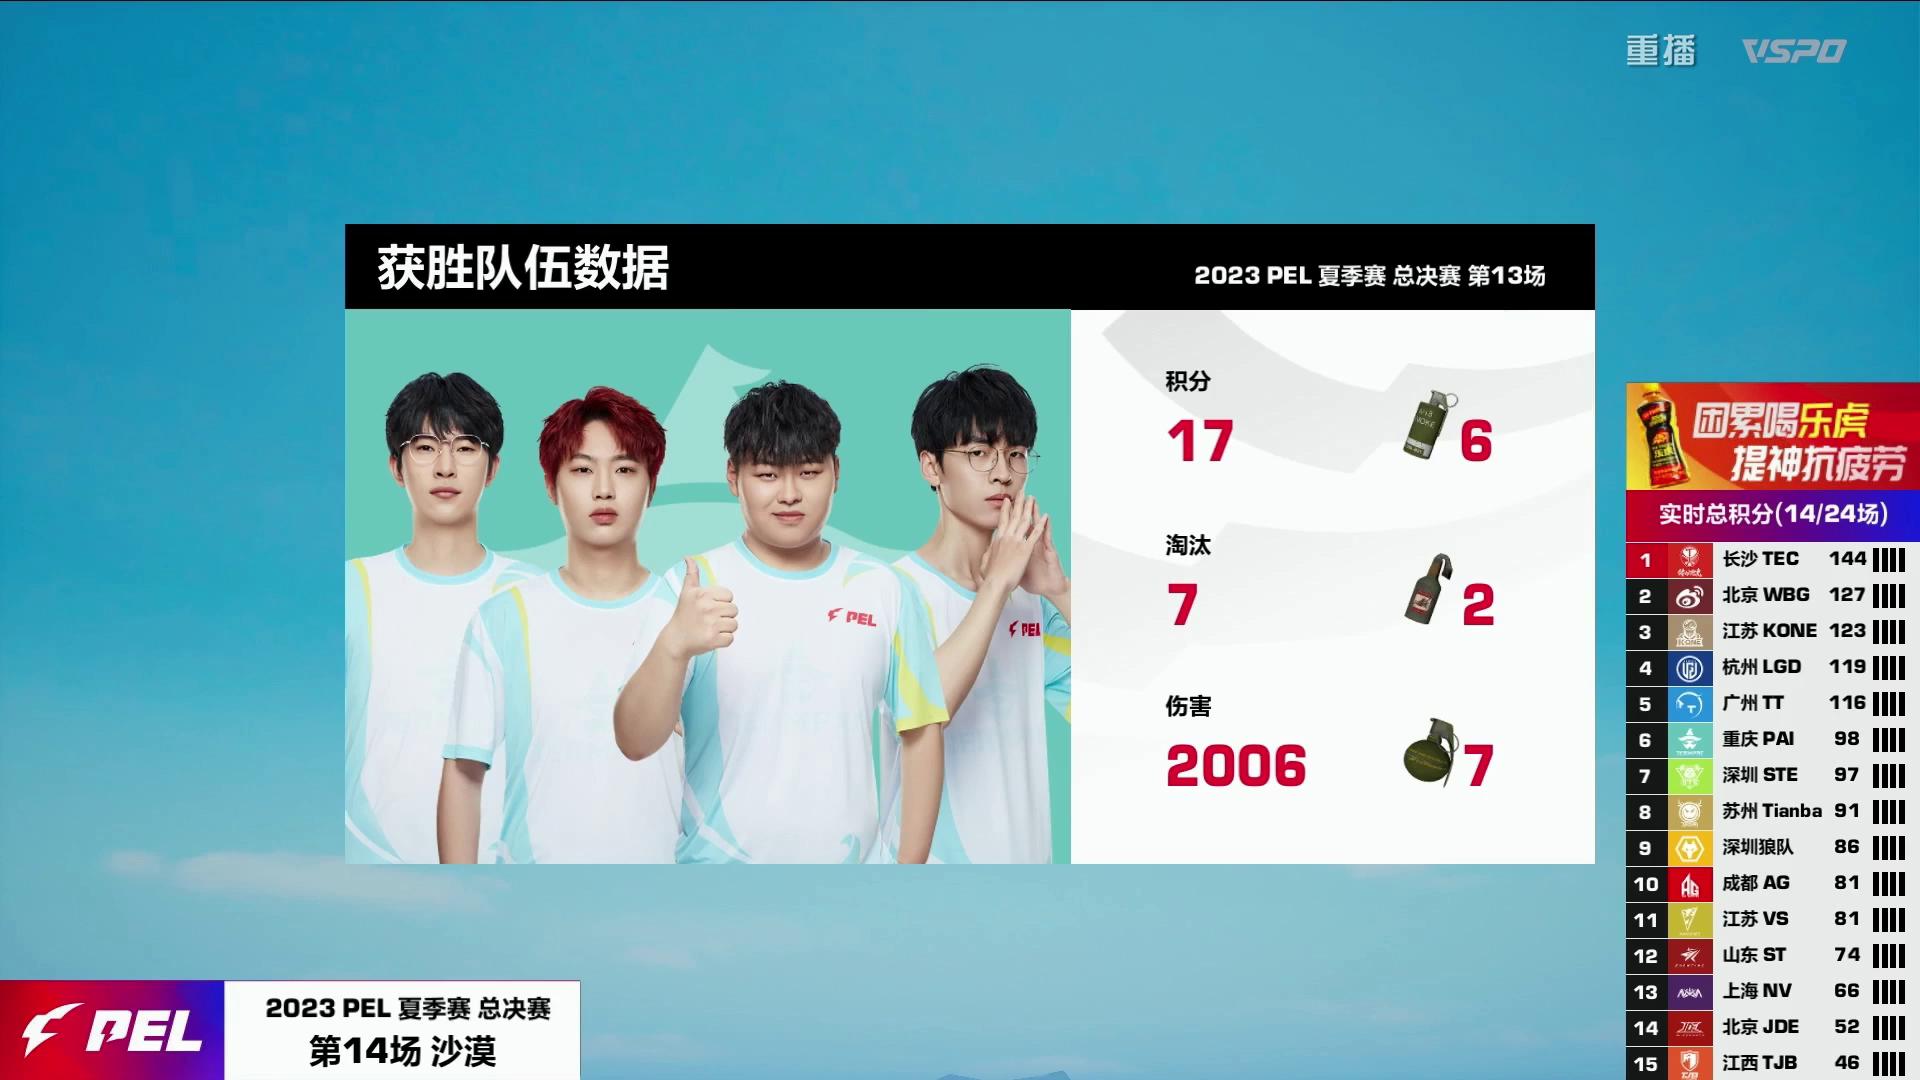 重播 VSPO
获胜队伍数据
2023 PEL 夏季赛 总决赛 第13场
积分
17
6
淘汰
7
2
伤害
2006
7
PEL
PEL
困累喝乐虎
提神抗疲劳
实时总积分(14/24场)
1 长沙 TEC 144
2 北京 WBG 127
3 江苏 KONE 123
4 杭州 LGD 119
5 广州 TT 116
6 重庆 PAI 98
7 深圳 STE 97
8 苏州 Tianba 91
9 深圳狼队 86
10 成都 AG 81
11 江苏 VS 81
12 山东 ST 74
13 上海 NV 66
14 北京 JDE 52
15 江西 TJB 46
PEL
2023 PEL 夏季赛 总决赛
第14场 沙漠